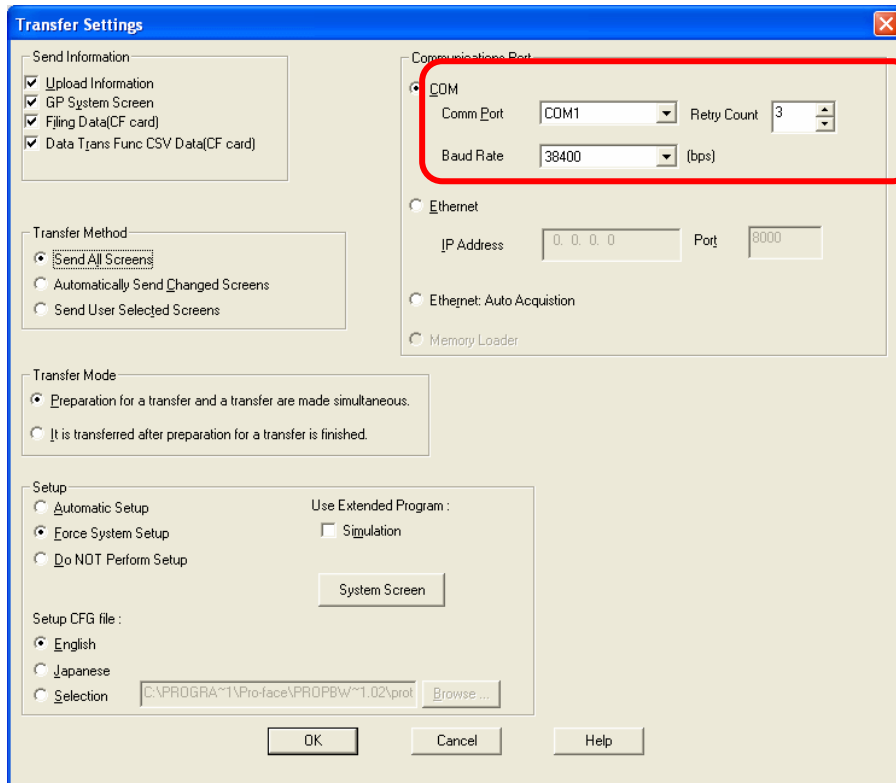 Transfer Settings
Send Information
Upload Information
GP System Screen
Filing Data(CF card)
Data Trans Func CSV Data(CF card)
Transfer Method
Send All Screens
Automatically Send Changed Screens
Send User Selected Screens
Communications Port
COM
Comm Port COM1 Retry Count 3
Baud Rate 38400 (bps)
Ethernet
IP Address 0. 0. 0. 0 Port 8000
Ethernet: Auto Acquistion
Memory Loader
Transfer Mode
Preparation for a transfer and a transfer are made simultaneous.
It is transferred after preparation for a transfer is finished.
Setup
Automatic Setup
Force System Setup
Do NOT Perform Setup
Use Extended Program :
Simulation
System Screen
Setup CFG file :
English
Japanese
Selection C:\PROGRA~1\Pro-face\PROPBW~1.02\prot Browse ...
OK Cancel Help